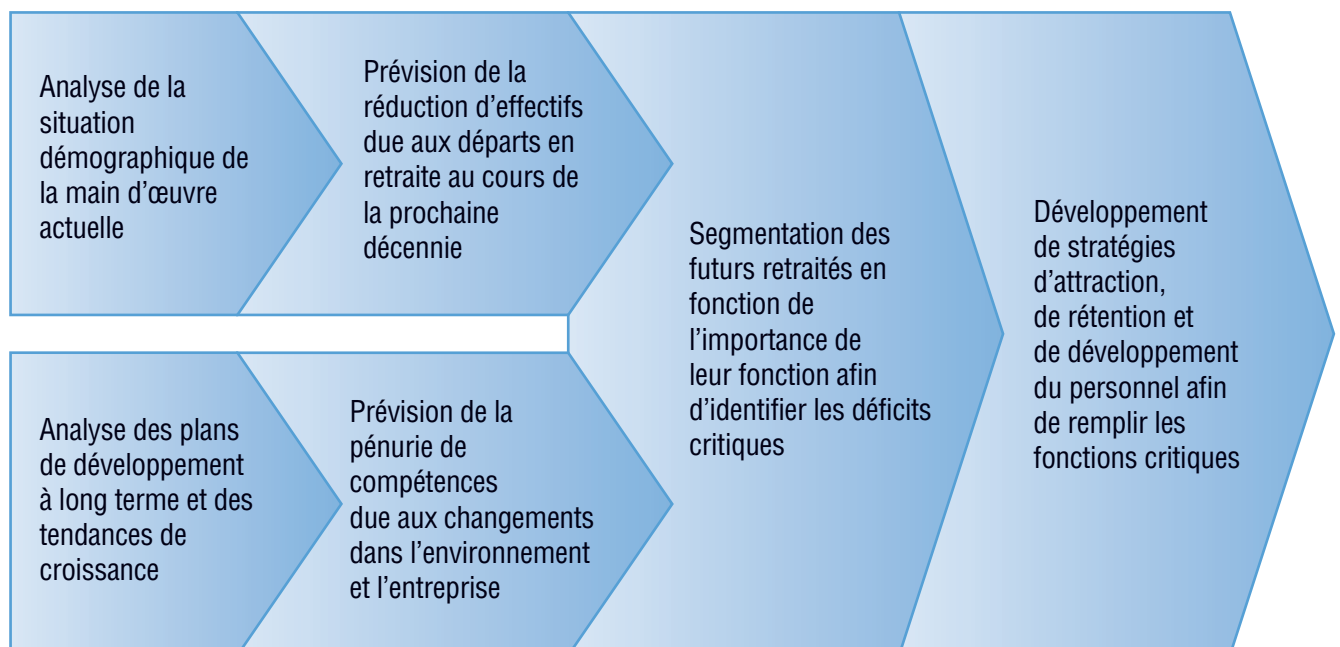 Analyse de la
situation
démographique de
la main d’œuvre
actuelle
Prévision de la
réduction d’effectifs
due aux départs en
retraite au cours de
la prochaine
décennie
Analyse des plans
de développement
à long terme et des
tendances de
croissance
Prévision de la
pénurie de
compétences
due aux changements
dans l’environnement
et l’entreprise
Segmentation des
futurs retraités en
fonction de
l’importance de
leur fonction afin
d’identifier les déficits
critiques
Développement
de stratégies
d’attraction,
de rétention et
de développement
du personnel afin
de remplir les
fonctions critiques